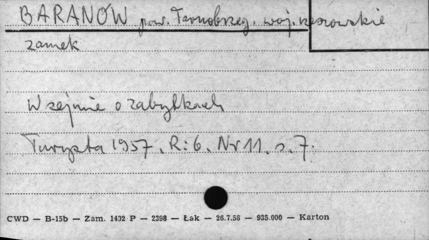 BARANÓW pow. Tarnobrzeg, woj. rzeszowskie
zamek
W sejmie o zabytkach
Turysta 1957. R: 6. Nr 11. s. 7.
CWD — B-15b — Zam. 1432 P — 2398 — Łak — 26.7.56 — 935.000 — Karton